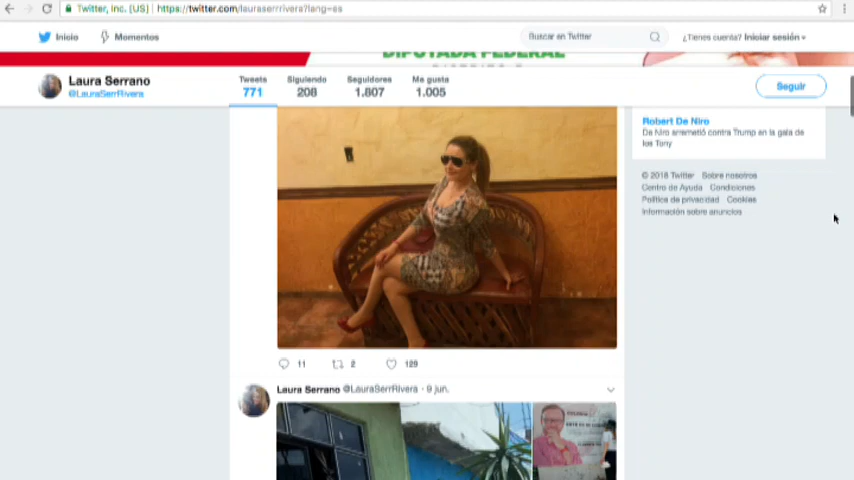 Twitter, Inc. [US] | https://twitter.com/lauraserrrivera?lang=es
Inicio
Momentos
Buscar en Twitter
¿Tienes cuenta? Iniciar sesión
DIPUTADA FEDERAL
Laura Serrano
@LauraSerrRivera
Tweets
771
Siguiendo
208
Seguidores
1,807
Me gusta
1.005
Seguir
Robert De Niro
De Niro arremetió contra Trump en la gala de
los Tony
© 2018 Twitter Sobre nosotros
Centro de Ayuda Condiciones
Política de privacidad Cookies
Información sobre anuncios
11
2
129
Laura Serrano @LauraSerrRivera · 9 jun.